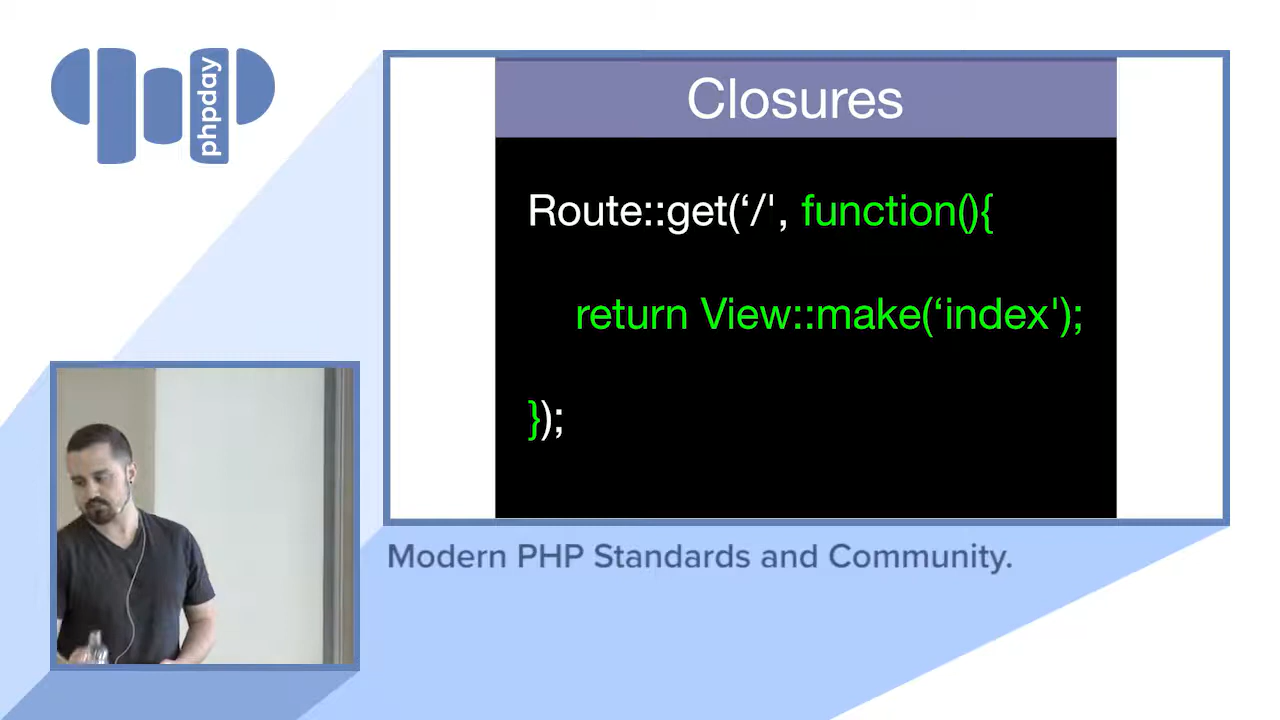 phpday
Closures
Route::get(‘/', function(){
return View::make(‘index');
});
Modern PHP Standards and Community.